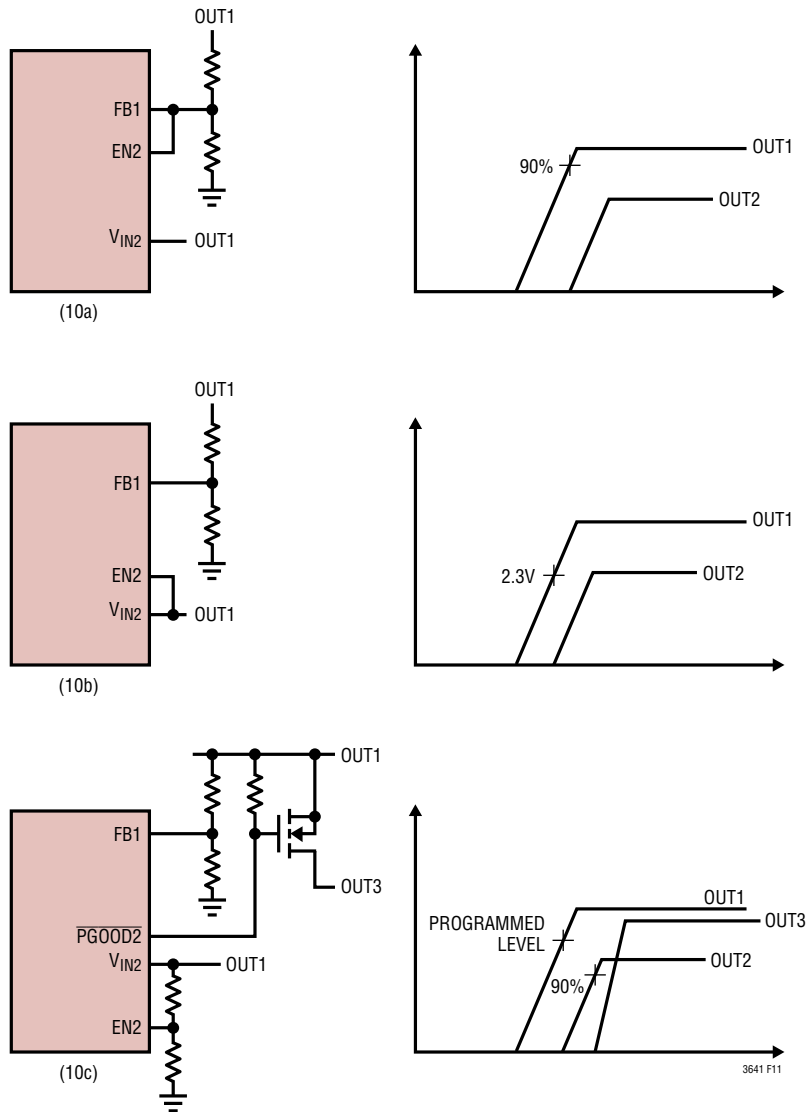 OUT1
FB1
EN2
VIN2
OUT1
(10a)
90%
OUT1
OUT2
OUT1
FB1
EN2
VIN2
OUT1
(10b)
2.3V
OUT1
OUT2
OUT1
FB1
OUT3
PGOOD2
VIN2
OUT1
EN2
(10c)
PROGRAMMED
LEVEL
90%
OUT1
OUT3
OUT2
3641 F11